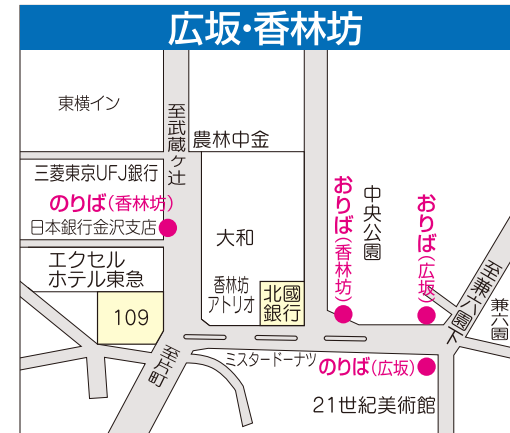 広坂・香林坊
東横イン
至武蔵ヶ辻
農林中金
三菱東京UFJ銀行
のりば(香林坊)
日本銀行金沢支店
大和
エクセル
ホテル東急
香林坊
アトリオ
北國
銀行
109
おりば(香林坊)
中央公園
おりば(広坂)
至兼六園下
兼六園
至片町
ミスタードーナツ
のりば(広坂)
21世紀美術館